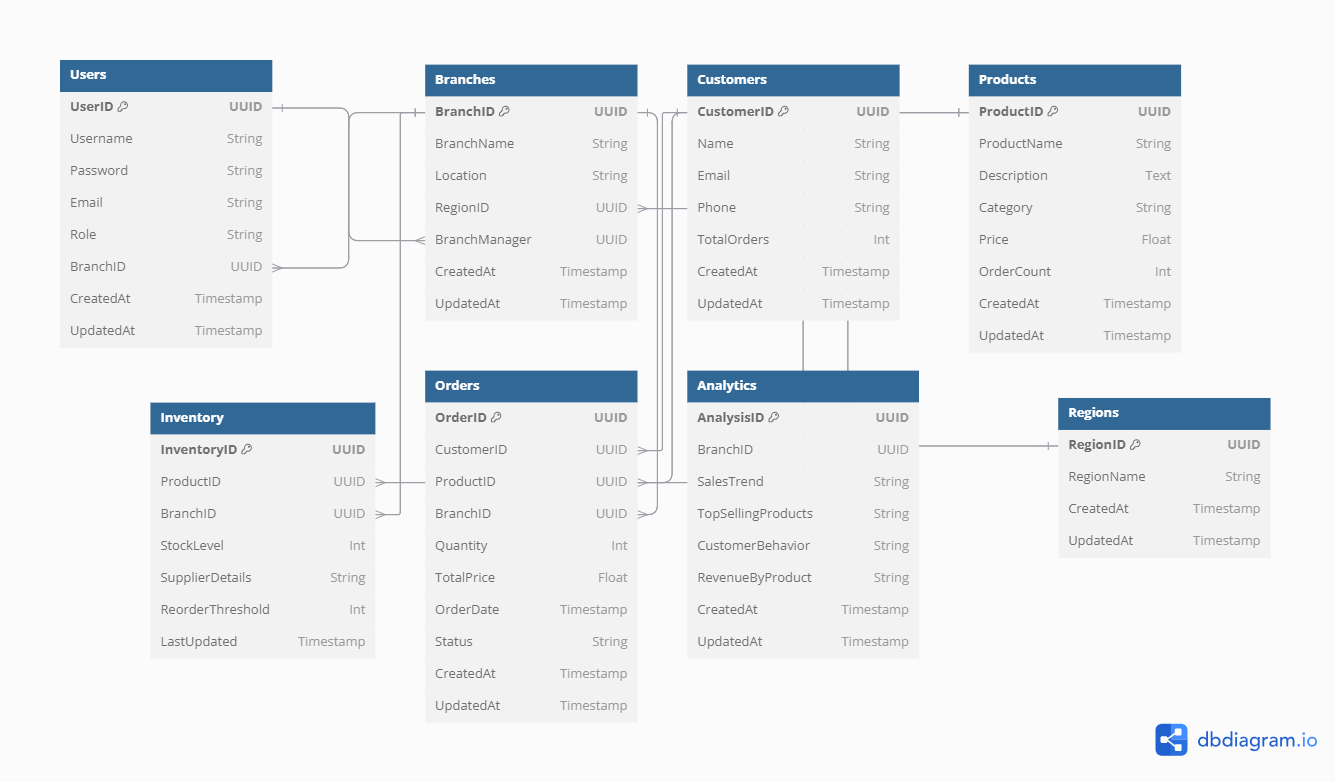 Users
UserID UUID
Username String
Password String
Email String
Role String
BranchID UUID
CreatedAt Timestamp
UpdatedAt Timestamp
Branches
BranchID UUID
BranchName String
Location String
RegionID UUID
BranchManager UUID
CreatedAt Timestamp
UpdatedAt Timestamp
Customers
CustomerID UUID
Name String
Email String
Phone String
TotalOrders Int
CreatedAt Timestamp
UpdatedAt Timestamp
Products
ProductID UUID
ProductName String
Description Text
Category String
Price Float
OrderCount Int
CreatedAt Timestamp
UpdatedAt Timestamp
Inventory
InventoryID UUID
ProductID UUID
BranchID UUID
StockLevel Int
SupplierDetails String
ReorderThreshold Int
LastUpdated Timestamp
Orders
OrderID UUID
CustomerID UUID
ProductID UUID
BranchID UUID
Quantity Int
TotalPrice Float
OrderDate Timestamp
Status String
CreatedAt Timestamp
UpdatedAt Timestamp
Analytics
AnalysisID UUID
BranchID UUID
SalesTrend String
TopSellingProducts String
CustomerBehavior String
RevenueByProduct String
CreatedAt Timestamp
UpdatedAt Timestamp
Regions
RegionID UUID
RegionName String
CreatedAt Timestamp
UpdatedAt Timestamp
dbdiagram.io